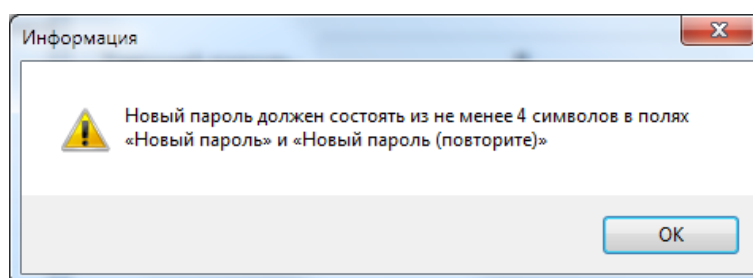 Информация
Новый пароль должен состоять из не менее 4 символов в полях
«Новый пароль» и «Новый пароль (повторите)»
OK